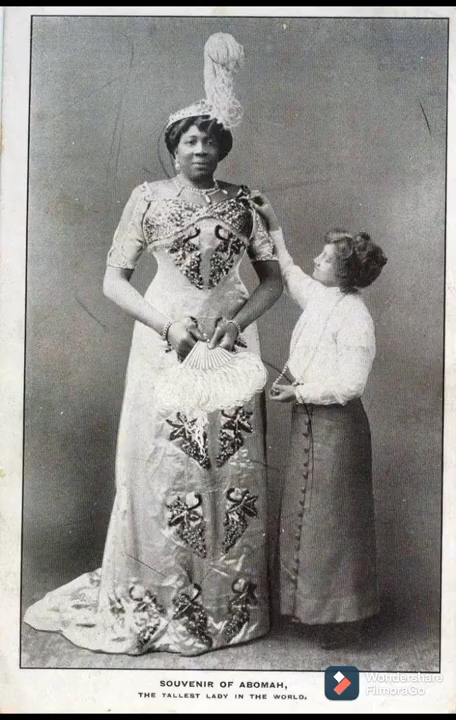 SOUVENIR OF ABOMAH,
THE TALLEST LADY IN THE WORLD.
Wondershare
FilmoraGo